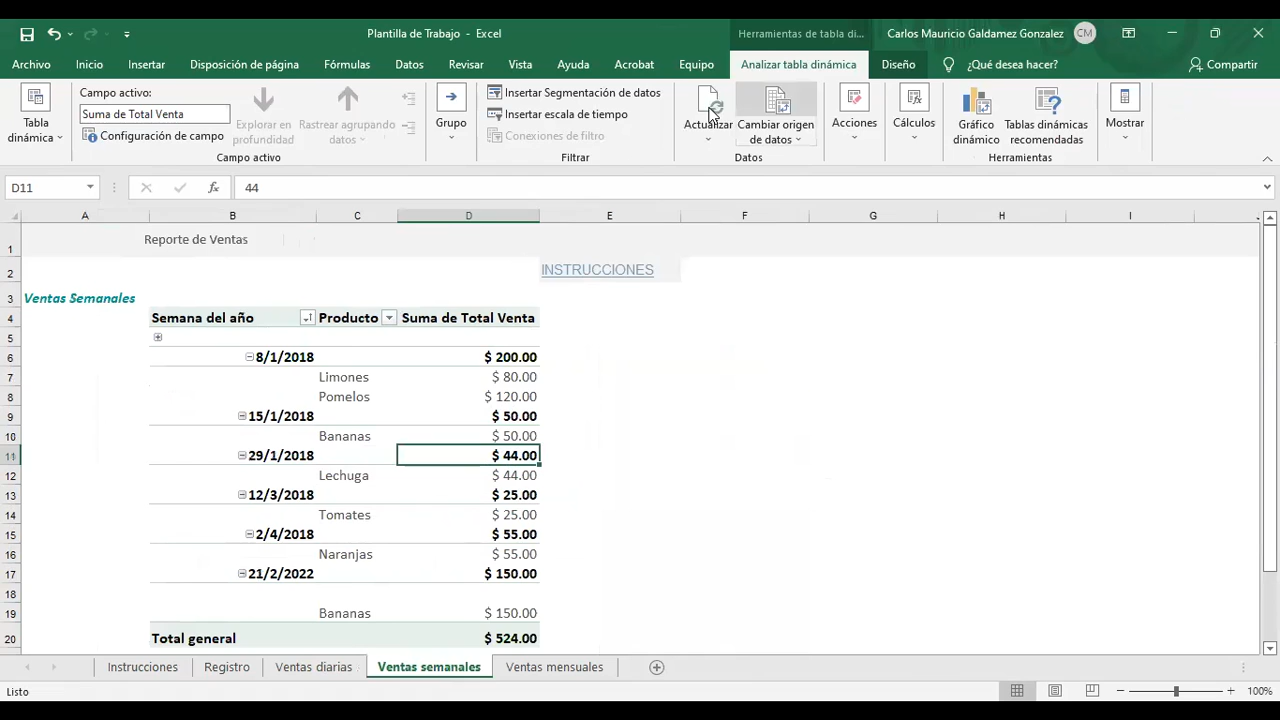 Plantilla de Trabajo - Excel
Herramientas de tabla di...
Carlos Mauricio Galdamez Gonzalez
CM
Archivo Inicio Insertar Disposición de página Fórmulas Datos Revisar Vista Ayuda Acrobat Equipo Analizar tabla dinámica Diseño ¿Qué desea hacer? Compartir
Tabla dinámica
Campo activo:
Suma de Total Venta
Configuración de campo
Explorar en profundidad
Rastrear agrupando datos
Campo activo
Grupo
Insertar Segmentación de datos
Insertar escala de tiempo
Conexiones de filtro
Filtrar
Actualizar
Cambiar origen de datos
Datos
Acciones
Cálculos
Gráfico dinámico
Tablas dinámicas recomendadas
Herramientas
Mostrar
D11 fx 44
A B C D E F G H I
1 Reporte de Ventas
2 INSTRUCCIONES
3 Ventas Semanales
4 Semana del año Producto Suma de Total Venta
5
6 8/1/2018 $ 200.00
7 Limones $ 80.00
8 Pomelos $ 120.00
9 15/1/2018 $ 50.00
10 Bananas $ 50.00
11 29/1/2018 $ 44.00
12 Lechuga $ 44.00
13 12/3/2018 $ 25.00
14 Tomates $ 25.00
15 2/4/2018 $ 55.00
16 Naranjas $ 55.00
17 21/2/2022 $ 150.00
18
19 Bananas $ 150.00
20 Total general $ 524.00
Instrucciones Registro Ventas diarias Ventas semanales Ventas mensuales
Listo
100%